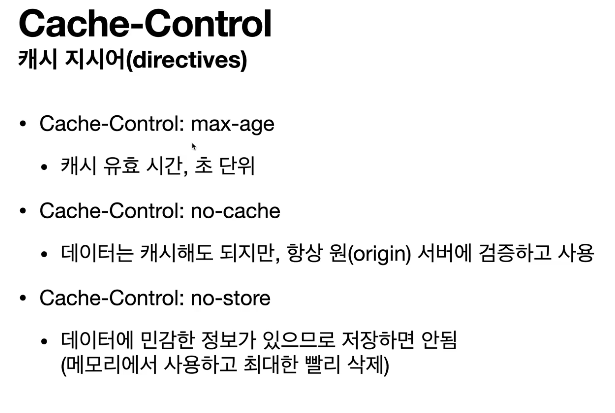 Cache-Control
캐시 지시어(directives)
• Cache-Control: max-age
• 캐시 유효 시간, 초 단위
• Cache-Control: no-cache
• 데이터는 캐시해도 되지만, 항상 원(origin) 서버에 검증하고 사용
• Cache-Control: no-store
• 데이터에 민감한 정보가 있으므로 저장하면 안됨
(메모리에서 사용하고 최대한 빨리 삭제)